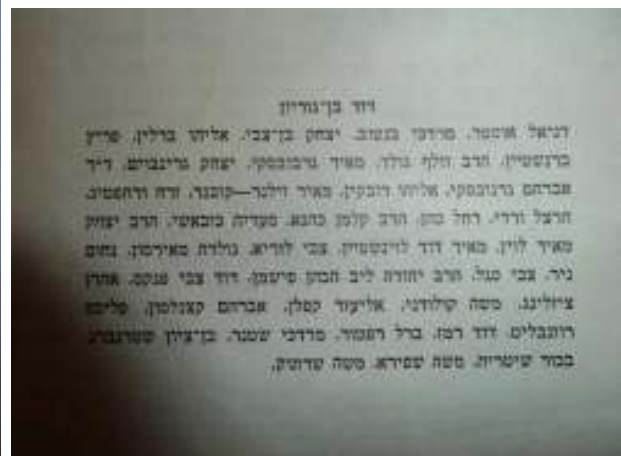 דוד בן־גוריון
דניאל אוסטר. מרדכי בנטוב. יצחק בן־צבי. אליהו ברלין. פריץ
ברנשטיין. הרב וולף גולד. מאיר גרבובסקי. יצחק גרינבוים. ד״ר
אברהם גרנובסקי. אליהו דובקין. מאיר וילנר—קובנר. זרח ורהפטיג.
הרצל ורדי. רחל כהן. הרב קלמן כהנא. סעדיה כובאשי. הרב יצחק
מאיר לוין. מאיר דוד לוינשטיין. צבי לוריא. גולדה מאירסון. נחום
ניר. צבי סגל. הרב יהודה ליב הכהן פישמן. דוד צבי פנקס. אהרן
ציזלינג. משה קולודני. אליעזר קפלן. אברהם קצנלסון. פליכס
רוזנבליט. דוד רמז. ברל רפטור. מרדכי שטנר. בן־ציון שטרנברג.
בכור שיטרית. משה שפירא. משה שרתוק.